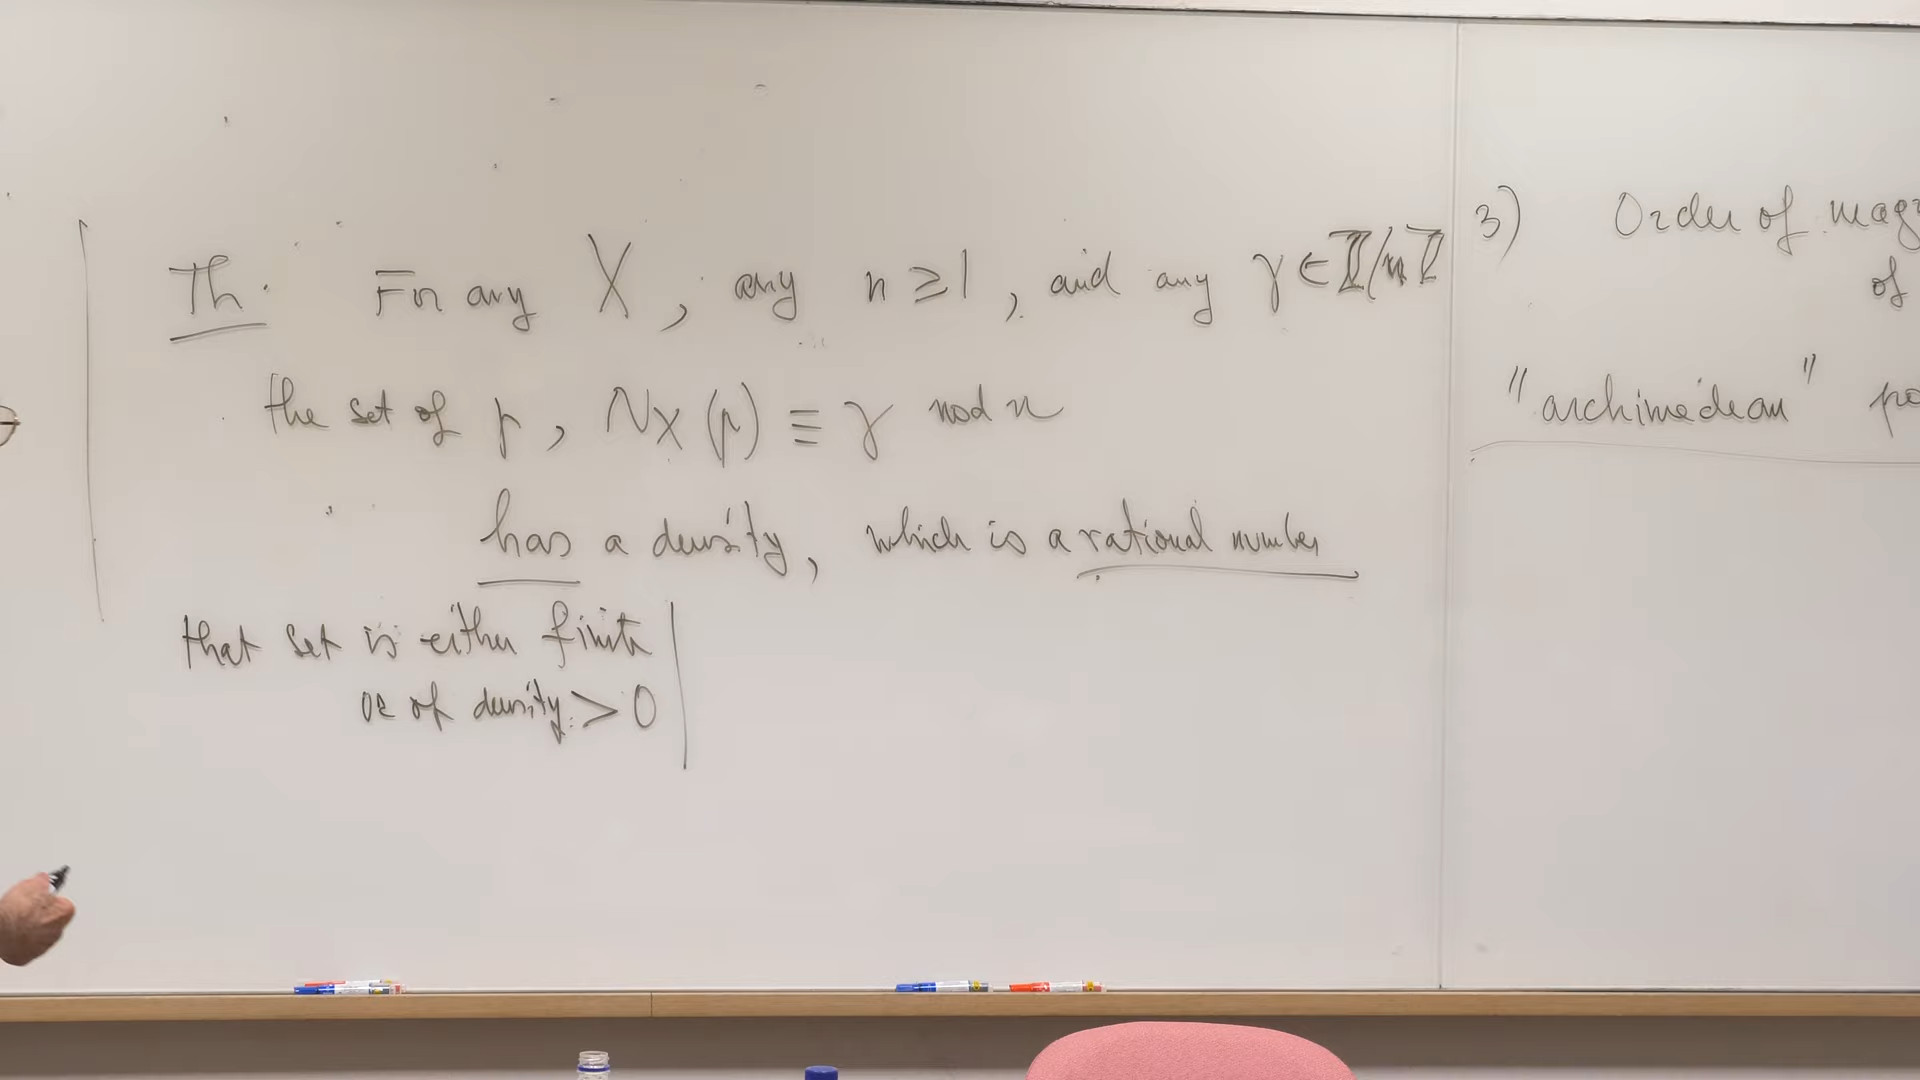 Th. For any X, any n ≥ 1, and any γ ∈ ℤ/nℤ
the set of p, N_X(p) ≡ γ mod n
has a density, which is a rational number
that set is either finite
or of density > 0
3) Order of
of
"archimedean"